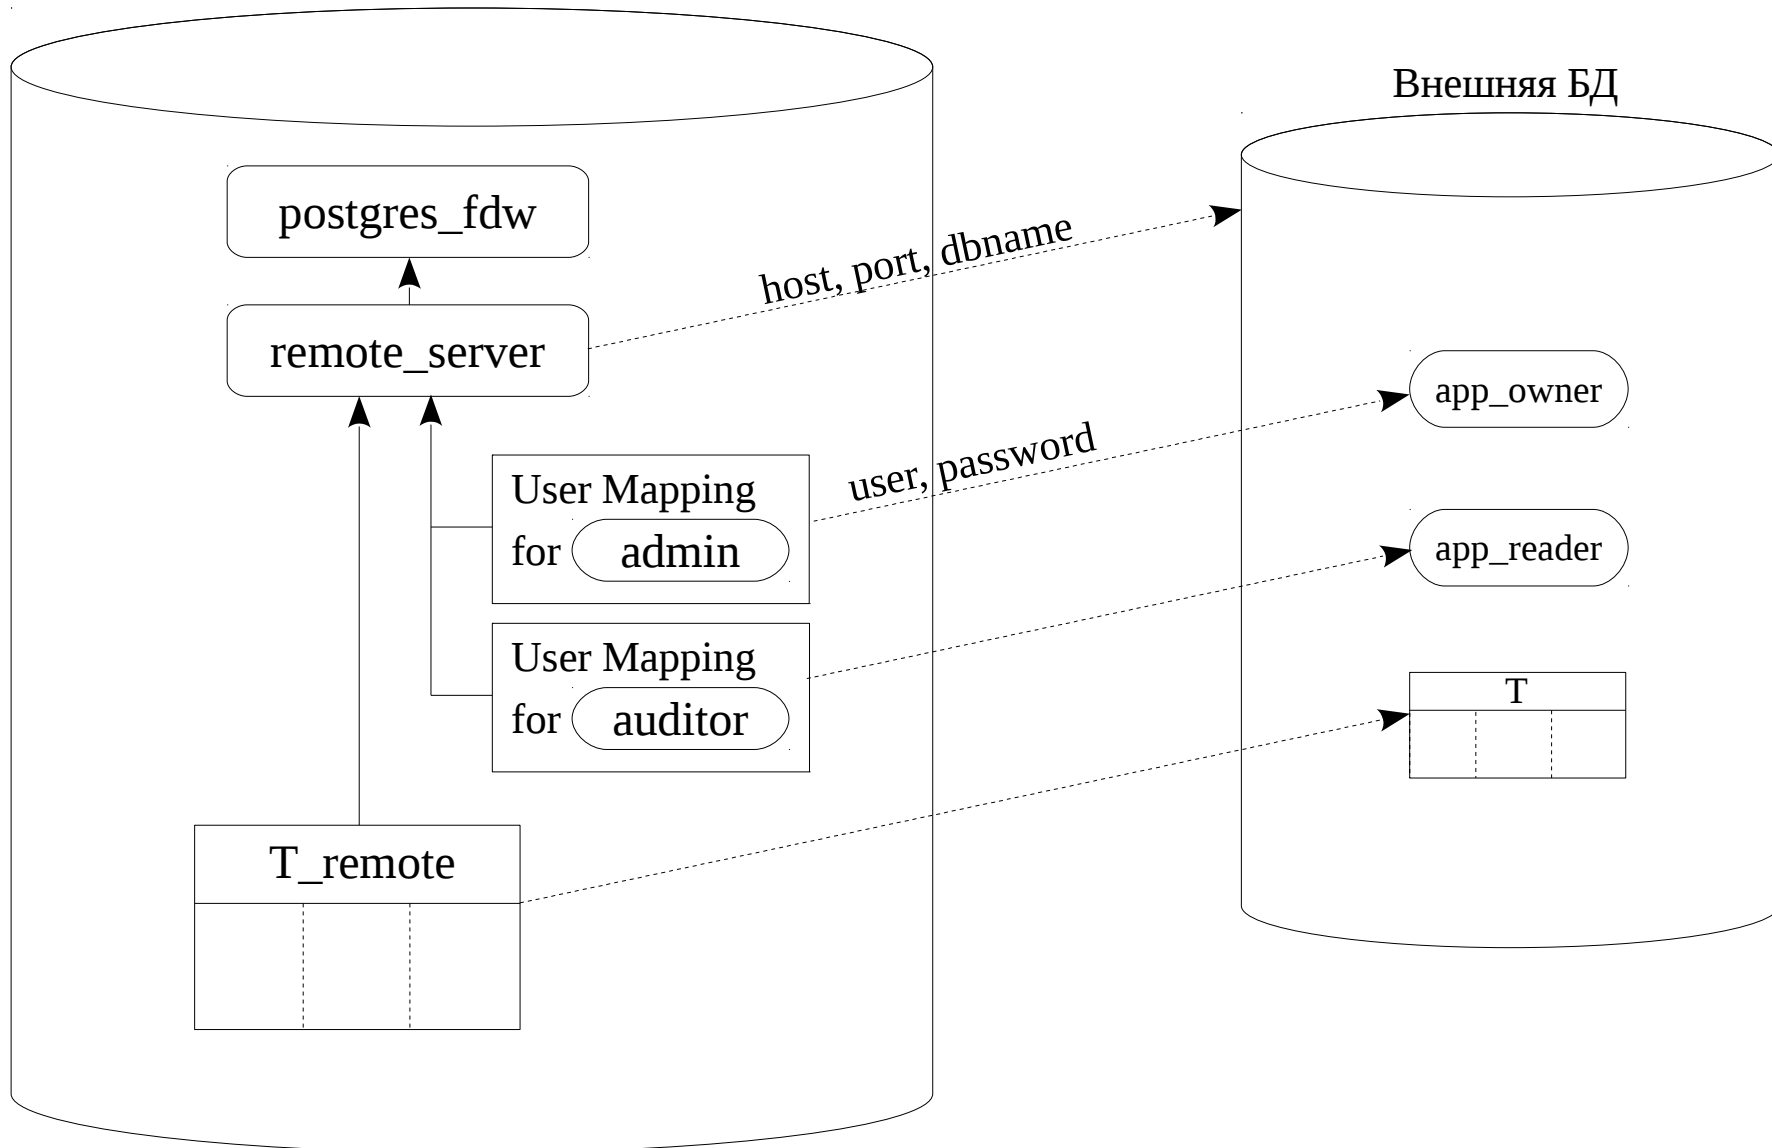 Внешняя БД
postgres_fdw
host, port, dbname
remote_server
app_owner
user, password
User Mapping
for admin
app_reader
User Mapping
for auditor
T
T_remote